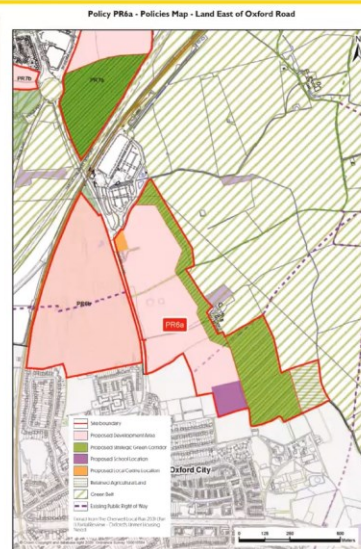 Policy PR6a - Policies Map - Land East of Oxford Road
N
PR7b
PR7a
PR6b
PR6a
Site Boundary
Proposed Development Area
Proposed Strategic Green Corridor
Proposed School Location
Proposed Local Centre Location
Retained Agricultural Land
Green Belt
Existing Public Right of Way
Oxford City
Meters